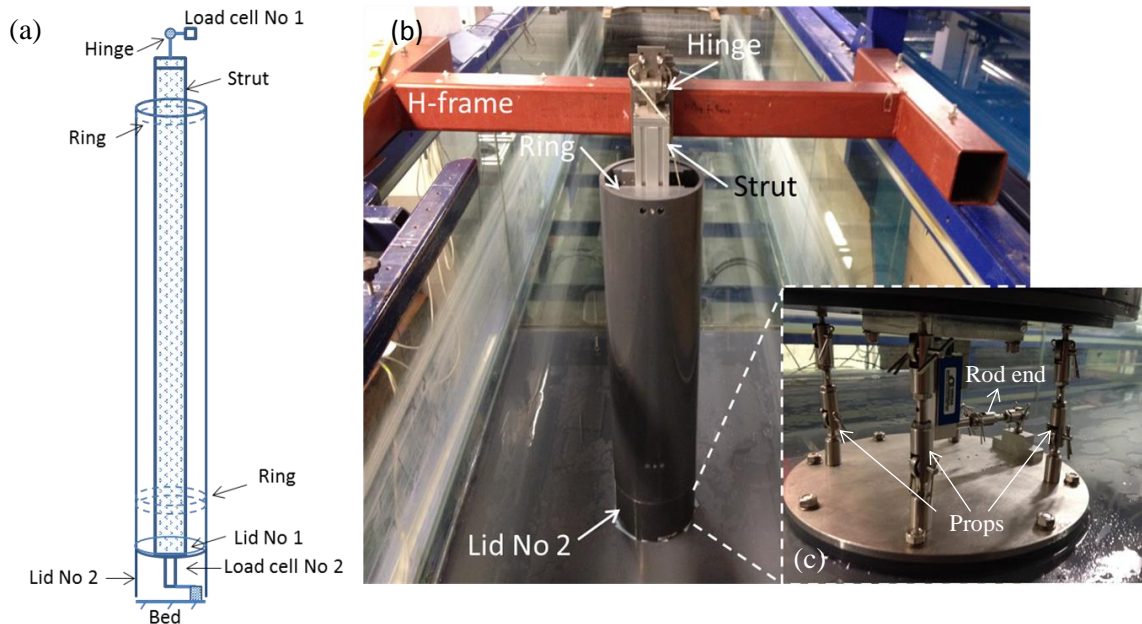 (a)
Load cell No 1
Hinge
Strut
Ring
Ring
Lid No 1
Lid No 2
Load cell No 2
Bed
(b)
Hinge
H-frame
Ring
Strut
Lid No 2
Rod end
Props
(c)